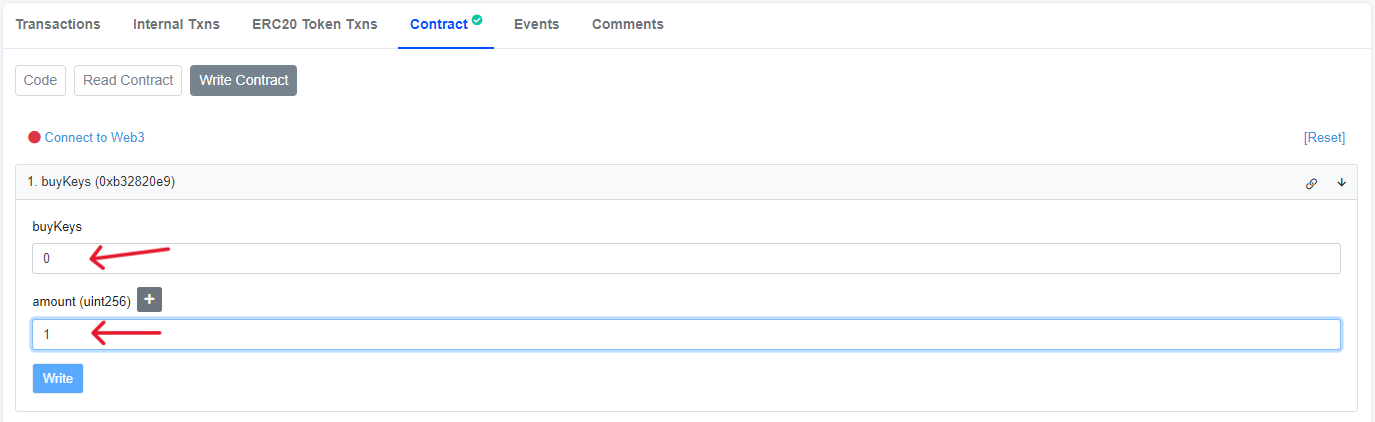 Transactions Internal Txns ERC20 Token Txns Contract Events Comments
Code Read Contract Write Contract
Connect to Web3 [Reset]
1. buyKeys (0xb32820e9)
buyKeys
0
amount (uint256) +
1
Write